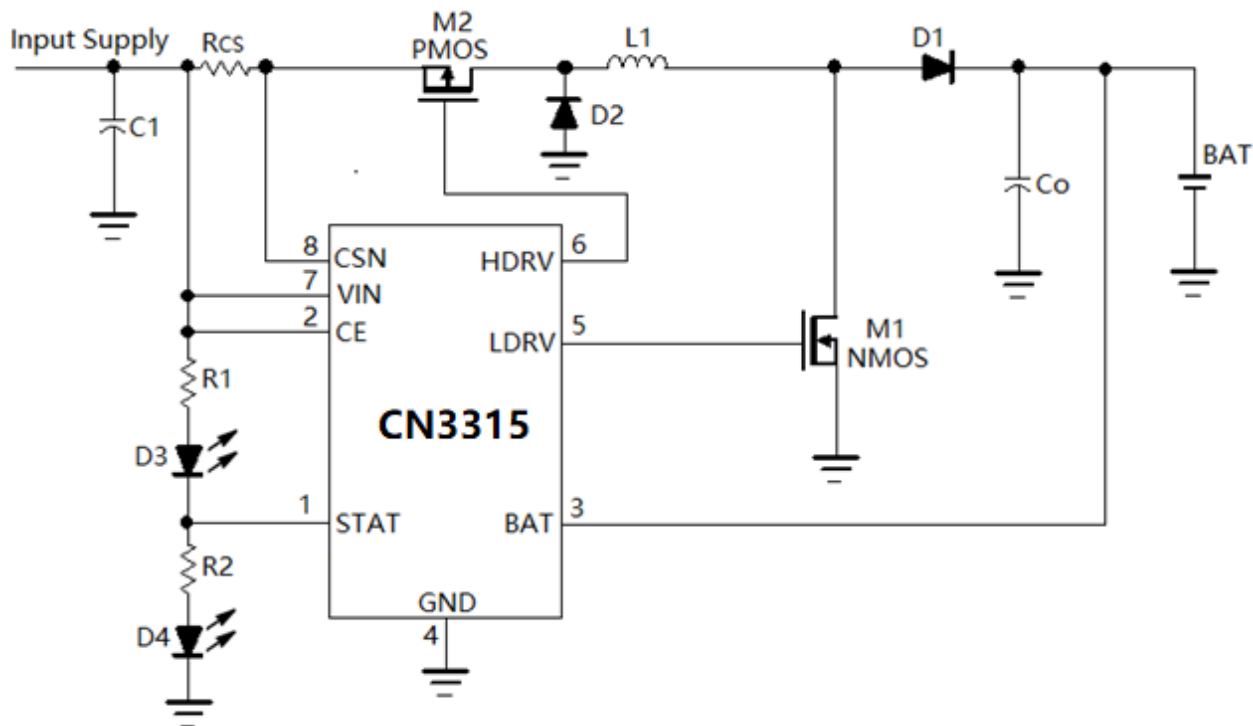 Input Supply
RCS
M2
PMOS
L1
D1
C1
D2
Co
BAT
8
CSN
HDRV
6
7
VIN
2
CE
LDRV
5
M1
NMOS
R1
CN3315
D3
1
STAT
BAT
3
R2
GND
D4
4